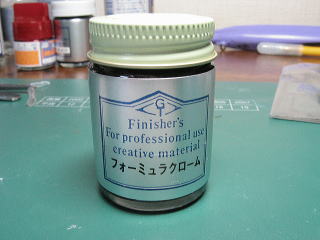 G
Finisher's
For professional use
creative material
フォーミュラクローム